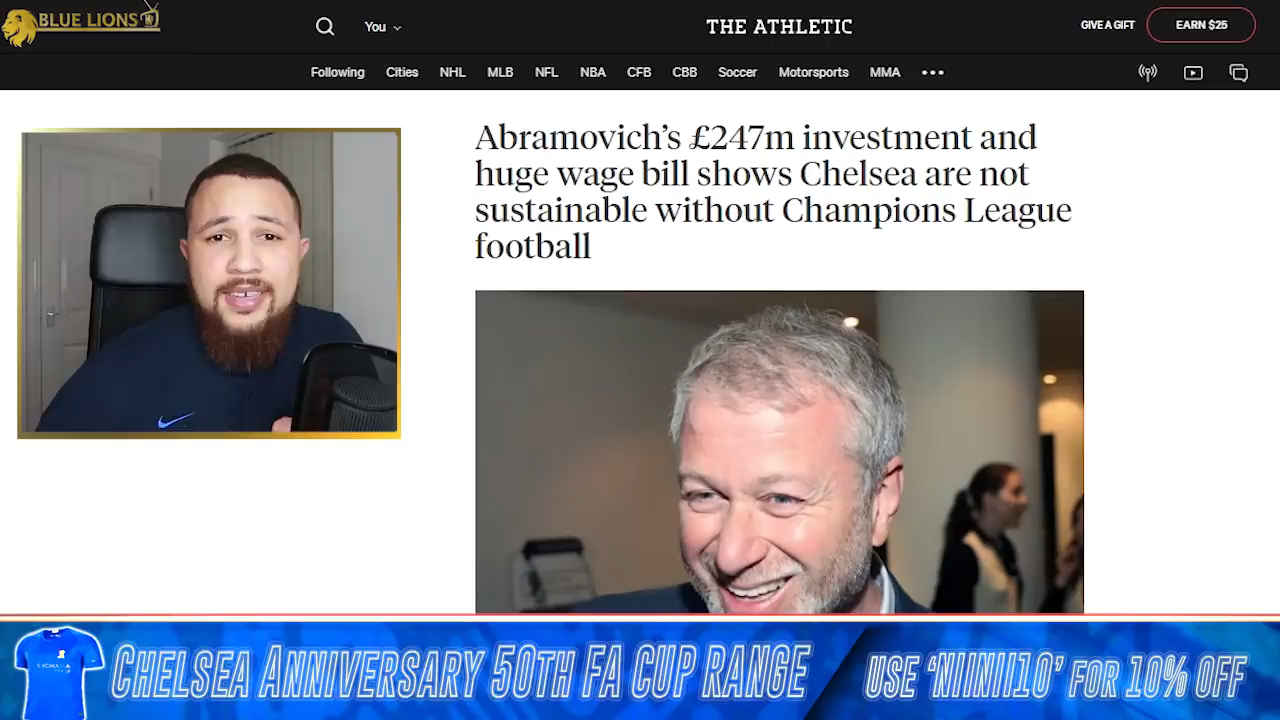 BLUE LIONS TV
You
THE ATHLETIC
GIVE A GIFT
EARN $25
Following Cities NHL MLB NFL NBA CFB CBB Soccer Motorsports MMA
Abramovich’s £247m investment and
huge wage bill shows Chelsea are not
sustainable without Champions League
football
CHELSEA ANNIVERSARY 50TH FA CUP RANGE
USE ‘NIINII10’ FOR 10% OFF